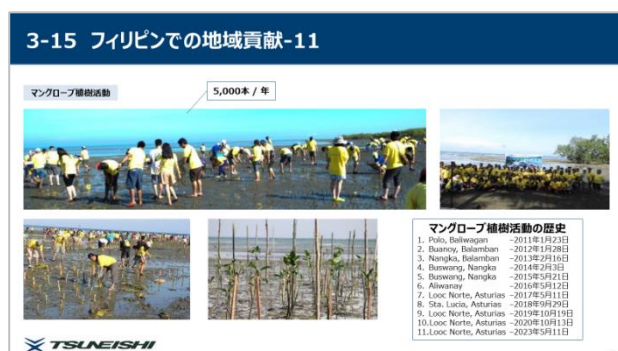 3-15 フィリピンでの地域貢献-11
マングローブ植樹活動
5,000本 / 年
マングローブ植樹活動の歴史
1. Polo, Baliwagan –2011年1月23日
2. Buanoy, Balamban –2012年1月28日
3. Nangka, Balamban –2013年2月16日
4. Buswang, Nangka –2014年2月3日
5. Buswang, Nangka –2015年5月21日
6. Aliwanay –2016年5月12日
7. Looc Norte, Asturias –2017年5月11日
8. Sta. Lucia, Asturias –2018年9月29日
9. Looc Norte, Asturias –2019年10月19日
10.Looc Norte, Asturias –2020年10月13日
11.Looc Norte, Asturias –2023年5月11日
TSUNEISHI